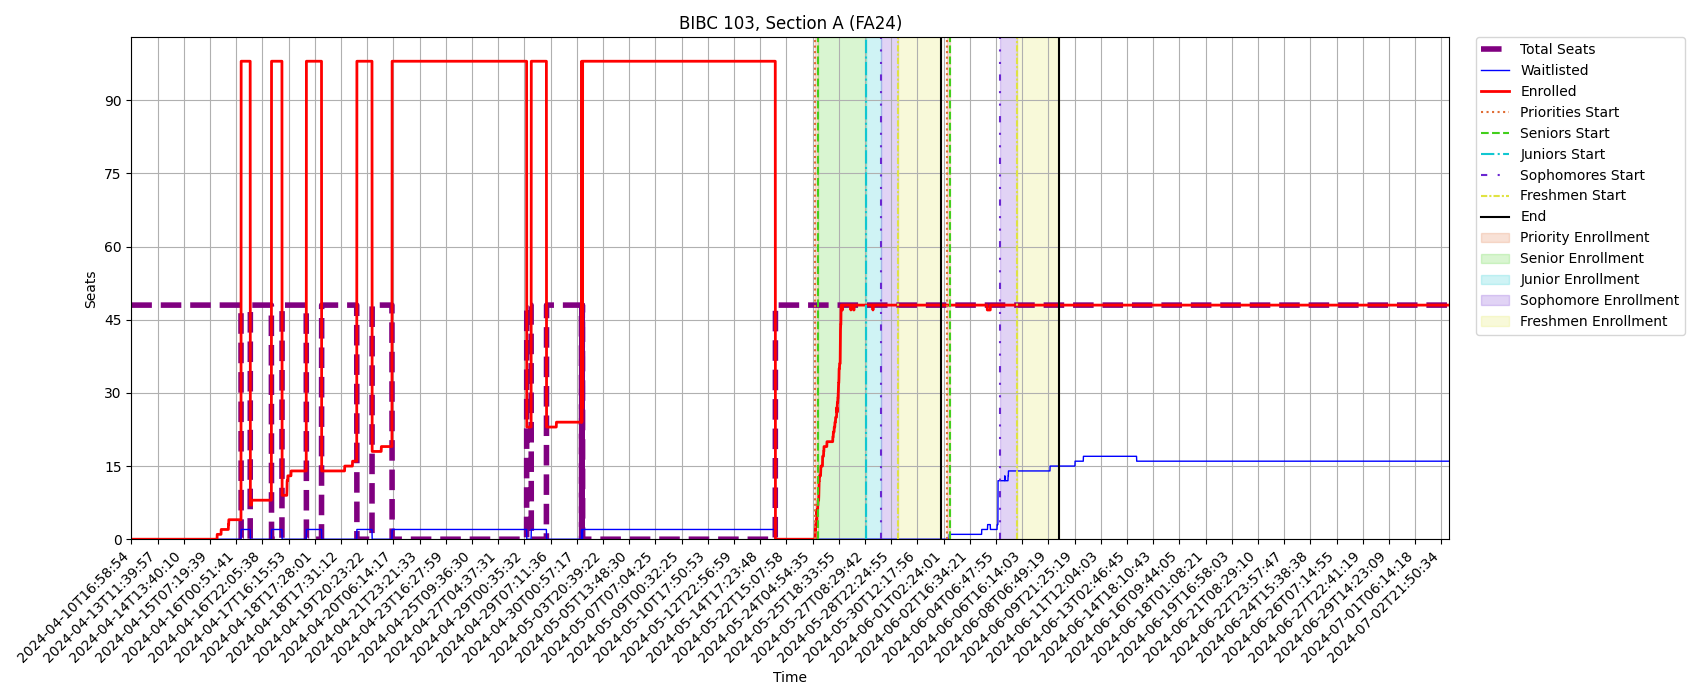 BIBC 103, Section A (FA24)
Seats
90
75
60
45
30
15
0
2024-04-10T16:58:54
2024-04-13T11:39:57
2024-04-14T13:40:10
2024-04-15T07:19:39
2024-04-16T00:51:41
2024-04-16T22:05:38
2024-04-17T16:15:53
2024-04-18T17:28:01
2024-04-18T17:31:12
2024-04-19T20:23:22
2024-04-20T06:14:17
2024-04-21T23:21:33
2024-04-23T16:27:59
2024-04-25T09:36:30
2024-04-27T04:37:31
2024-04-29T00:35:32
2024-04-29T07:11:36
2024-04-30T00:57:17
2024-05-03T20:39:22
2024-05-05T13:48:30
2024-05-07T07:04:25
2024-05-09T00:32:25
2024-05-10T17:50:53
2024-05-12T22:56:59
2024-05-14T17:23:48
2024-05-22T15:07:58
2024-05-24T04:54:35
2024-05-25T18:33:55
2024-05-27T08:29:42
2024-05-28T22:24:55
2024-05-30T12:17:56
2024-06-01T02:24:01
2024-06-02T16:34:21
2024-06-04T06:47:55
2024-06-06T16:14:03
2024-06-08T06:49:19
2024-06-09T21:25:19
2024-06-11T12:04:03
2024-06-13T02:46:45
2024-06-14T18:10:43
2024-06-16T09:44:05
2024-06-18T01:08:21
2024-06-19T16:58:03
2024-06-21T08:29:10
2024-06-22T23:57:47
2024-06-24T15:38:38
2024-06-26T07:14:55
2024-06-27T22:41:19
2024-06-29T14:23:09
2024-07-01T06:14:18
2024-07-02T21:50:34
Time
Total Seats
Waitlisted
Enrolled
Priorities Start
Seniors Start
Juniors Start
Sophomores Start
Freshmen Start
End
Priority Enrollment
Senior Enrollment
Junior Enrollment
Sophomore Enrollment
Freshmen Enrollment